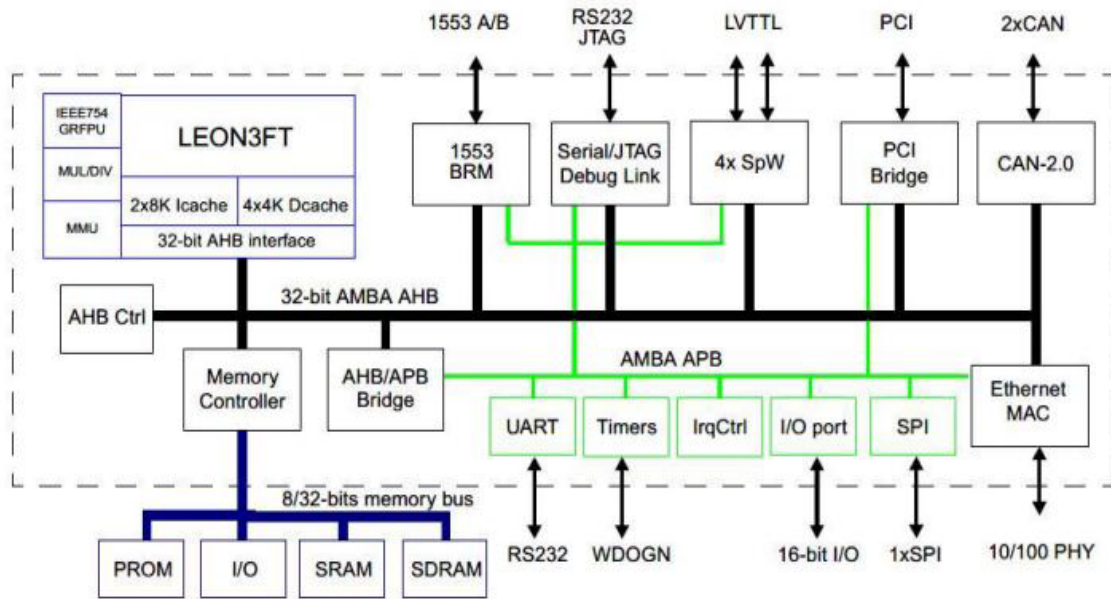 1553 A/B
RS232
JTAG
LVTTL
PCI
2xCAN
IEEE754
GRFPU
LEON3FT
MUL/DIV
MMU
2x8K Icache
4x4K Dcache
32-bit AHB interface
1553
BRM
Serial/JTAG
Debug Link
4x SpW
PCI
Bridge
CAN-2.0
AHB Ctrl
32-bit AMBA AHB
Memory
Controller
AHB/APB
Bridge
AMBA APB
Ethernet
MAC
UART
Timers
IrqCtrl
I/O port
SPI
8/32-bits memory bus
PROM
I/O
SRAM
SDRAM
RS232
WDOGN
16-bit I/O
1xSPI
10/100 PHY